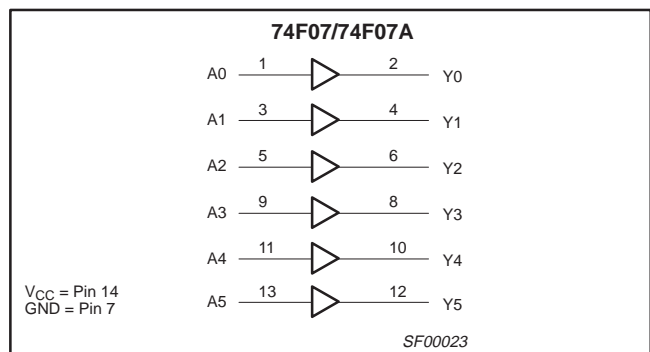 74F07/74F07A
A0 1 2 Y0
A1 3 4 Y1
A2 5 6 Y2
A3 9 8 Y3
A4 11 10 Y4
A5 13 12 Y5
VCC = Pin 14
GND = Pin 7
SF00023